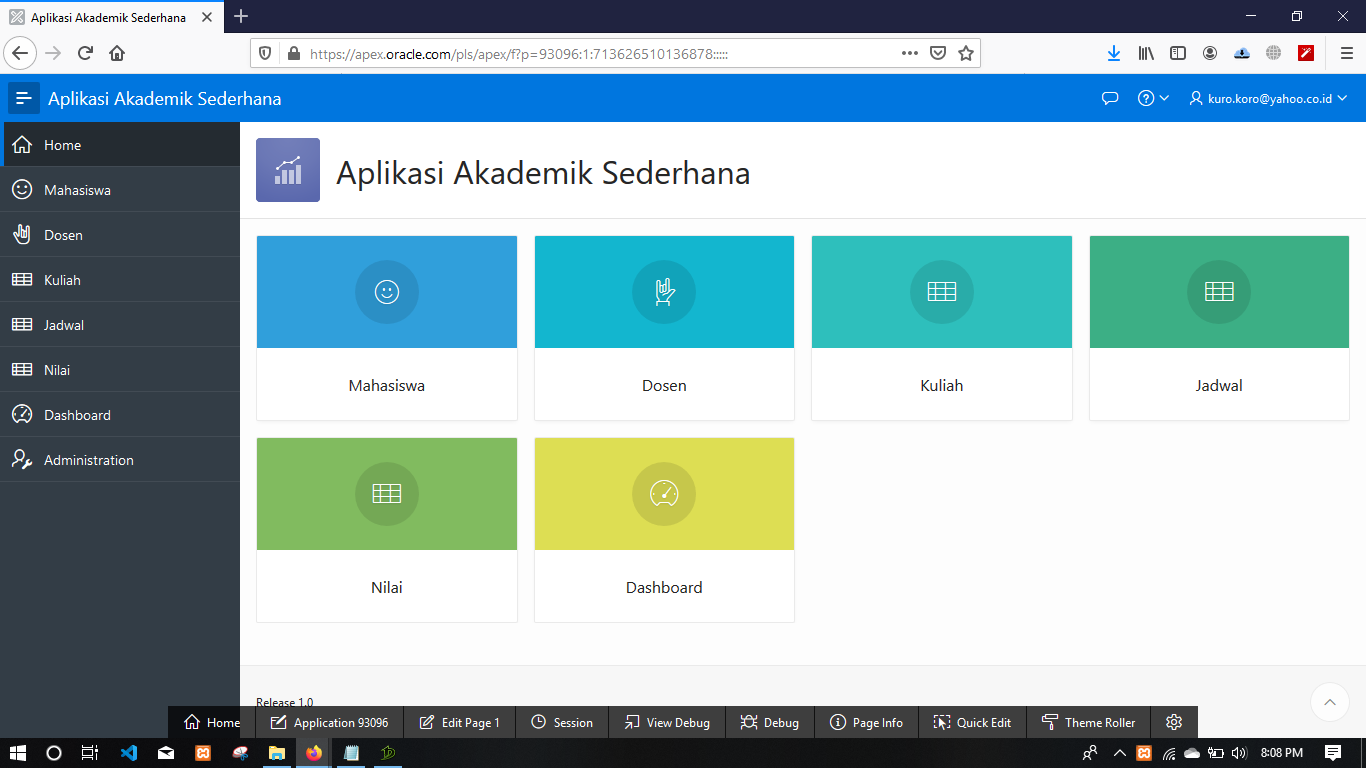 Aplikasi Akademik Sederhana
https://apex.oracle.com/pls/apex/f?p=93096:1:713626510136878:::::
Aplikasi Akademik Sederhana
kuro.koro@yahoo.co.id
Home
Mahasiswa
Dosen
Kuliah
Jadwal
Nilai
Dashboard
Administration
Aplikasi Akademik Sederhana
Mahasiswa
Dosen
Kuliah
Jadwal
Nilai
Dashboard
Release 1.0
Home
Application 93096
Edit Page 1
Session
View Debug
Debug
Page Info
Quick Edit
Theme Roller
8:08 PM